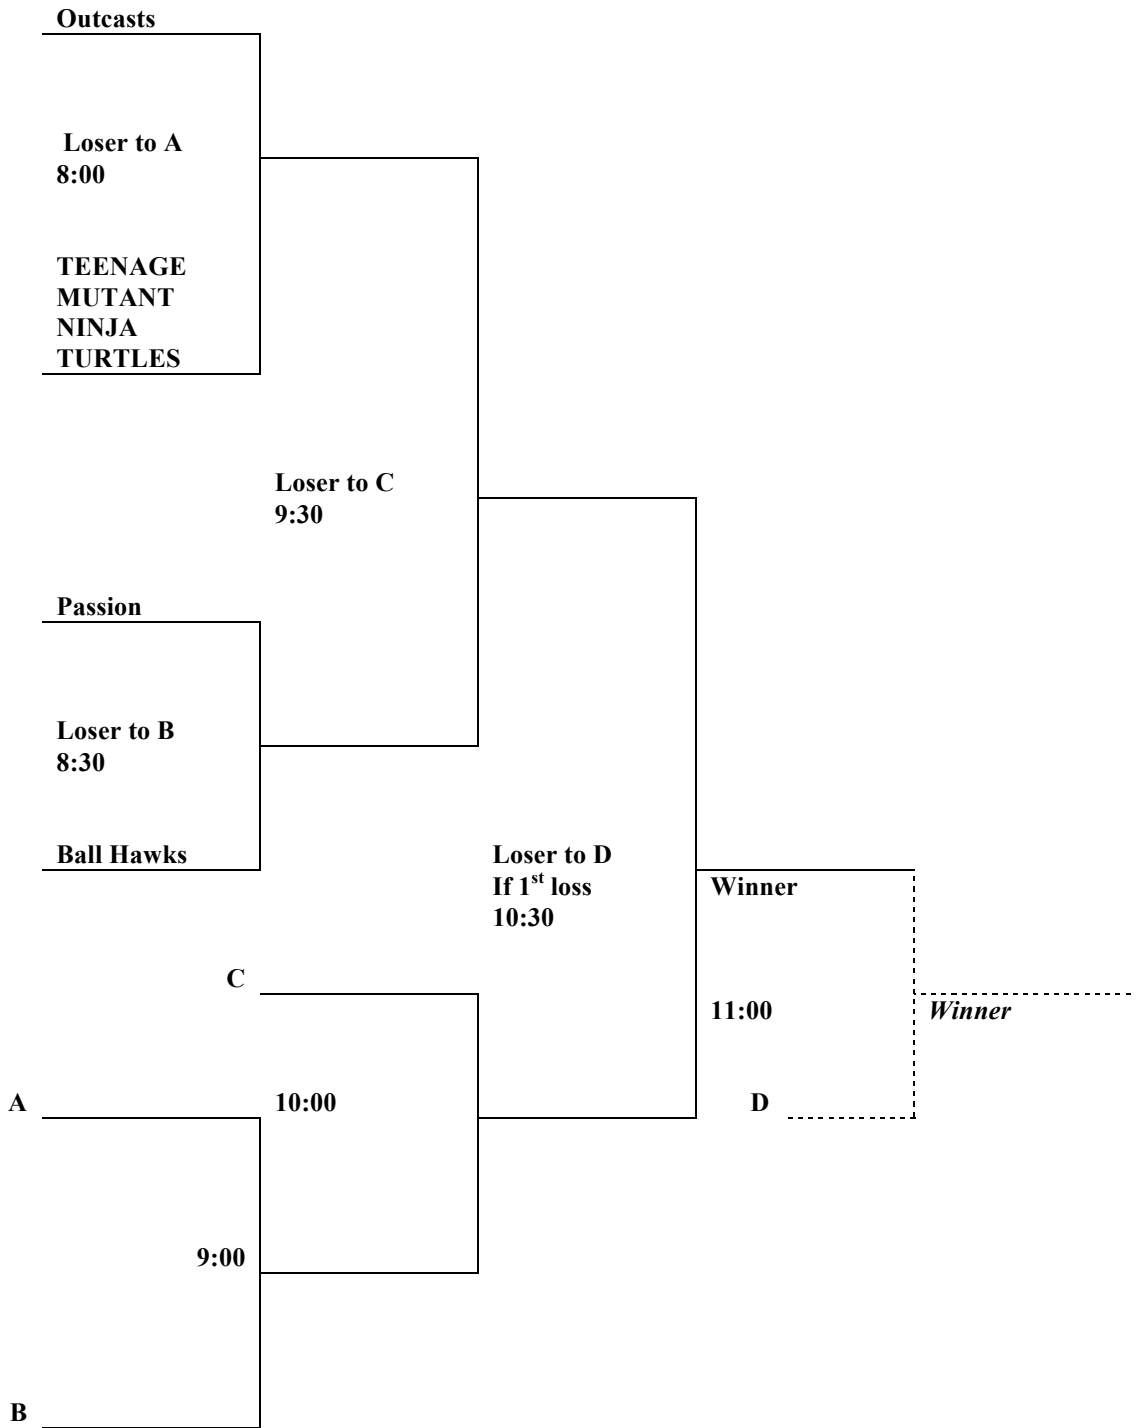 Outcasts
Loser to A
8:00
TEENAGE
MUTANT
NINJA
TURTLES
Loser to C
9:30
Passion
Loser to B
8:30
Ball Hawks
Loser to D
If 1st loss
10:30
Winner
C
11:00
Winner
A
10:00
D
9:00
B